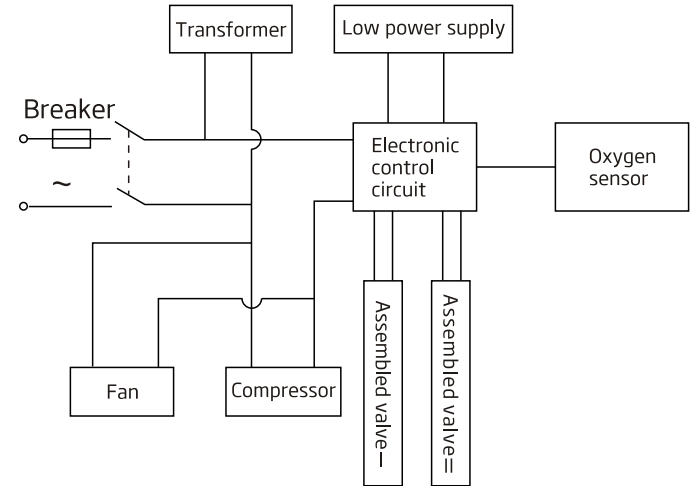 Transformer
Low power supply
Breaker
~
Electronic
control
circuit
Oxygen
sensor
Assembled valve—
Assembled valve=
Fan
Compressor